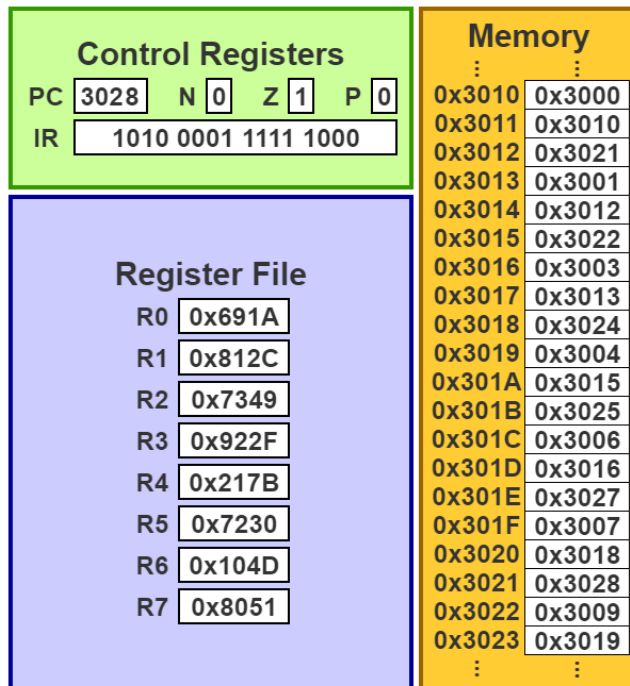 Control Registers
PC 3028 N 0 Z 1 P 0
IR 1010 0001 1111 1000
Register File
R0 0x691A
R1 0x812C
R2 0x7349
R3 0x922F
R4 0x217B
R5 0x7230
R6 0x104D
R7 0x8051
Memory
⋮ ⋮
0x3010 0x3000
0x3011 0x3010
0x3012 0x3021
0x3013 0x3001
0x3014 0x3012
0x3015 0x3022
0x3016 0x3003
0x3017 0x3013
0x3018 0x3024
0x3019 0x3004
0x301A 0x3015
0x301B 0x3025
0x301C 0x3006
0x301D 0x3016
0x301E 0x3027
0x301F 0x3007
0x3020 0x3018
0x3021 0x3028
0x3022 0x3009
0x3023 0x3019
⋮ ⋮